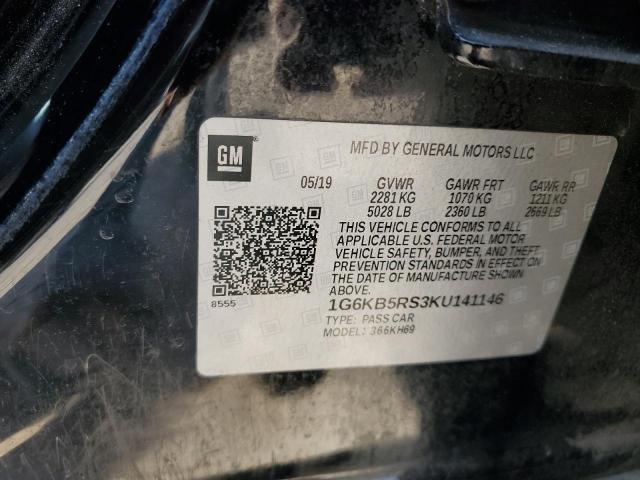 GM
MFD BY GENERAL MOTORS LLC
05/19 GVWR GAWR FRT GAWR RR
2281 KG 1070 KG 1211 KG
5028 LB 2360 LB 2669 LB
THIS VEHICLE CONFORMS TO ALL
APPLICABLE U.S. FEDERAL MOTOR
VEHICLE SAFETY, BUMPER, AND THEFT
PREVENTION STANDARDS IN EFFECT ON
THE DATE OF MANUFACTURE SHOWN
ABOVE.
8555
1G6KB5RS3KU141146
TYPE: PASS CAR
MODEL: 366KH69